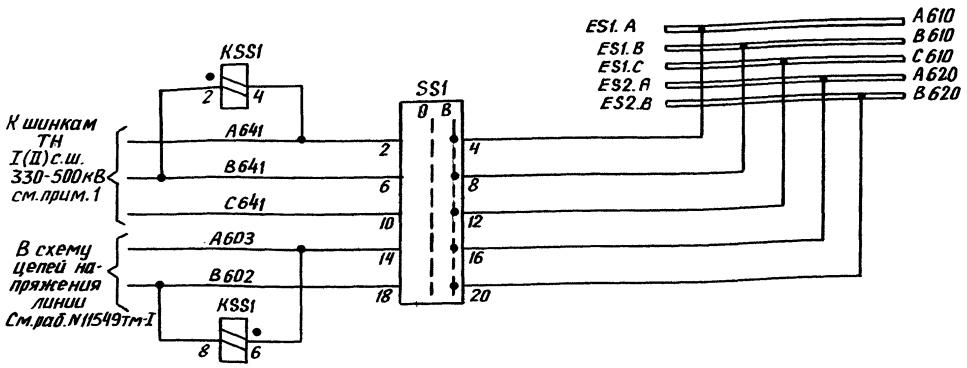 KSS1
2
4
К шинкам
ТН
I(II) с.ш.
330-500кВ
см.прим.1
A641
B641
C641
2
6
10
В схему
цепей на-
пряжения
линии
См.раб.N11549тм-I
A603
B602
14
18
KSS1
8
6
SS1
0 В
4
8
12
16
20
ES1.A
ES1.B
ES1.C
ES2.A
ES2.B
A610
B610
C610
A620
B620